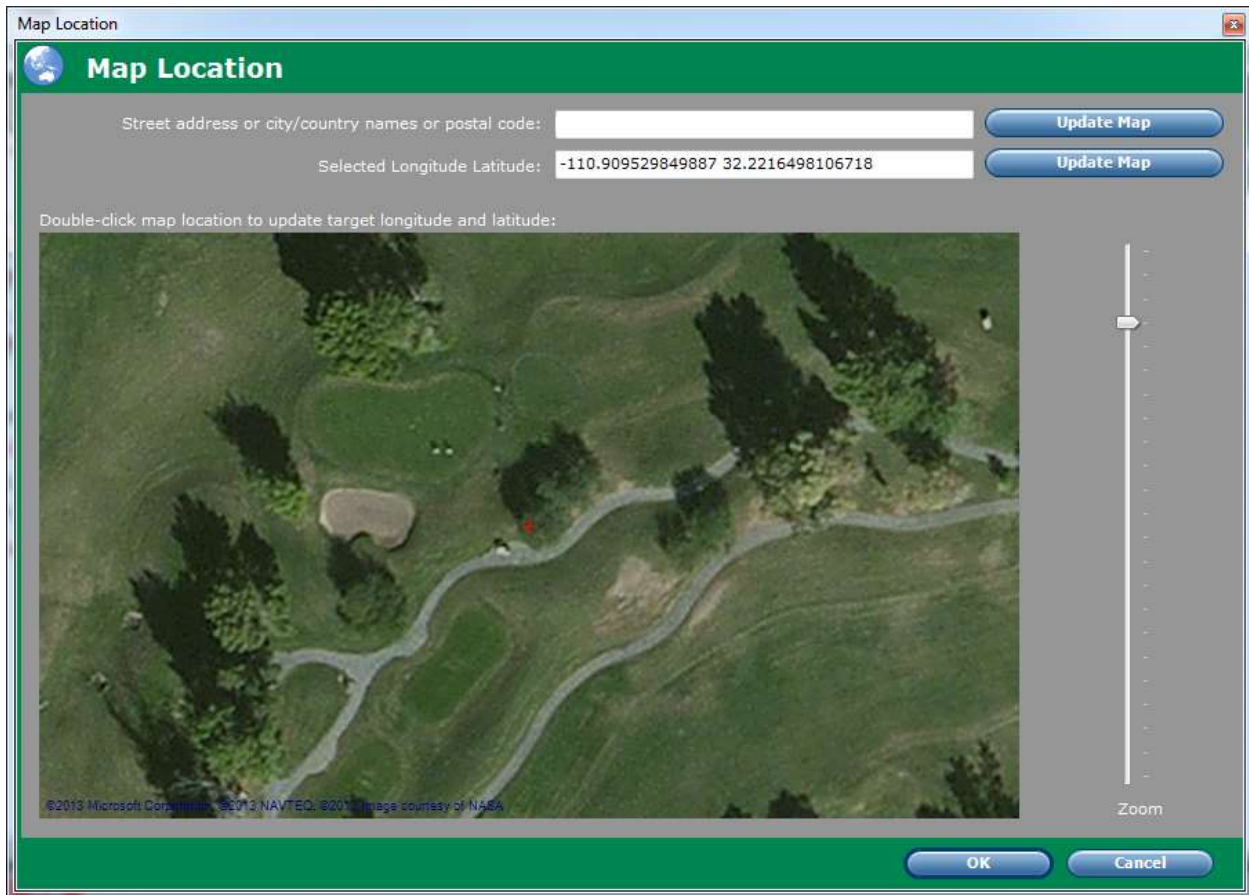 Map Location
Map Location
Street address or city/country names or postal code:
Update Map
Selected Longitude Latitude:
-110.909529849887 32.2216498106718
Update Map
Double-click map location to update target longitude and latitude:
©2013 Microsoft Corporation, ©2013 NAVTEQ, ©2013 Image courtesy of NASA
Zoom
OK
Cancel